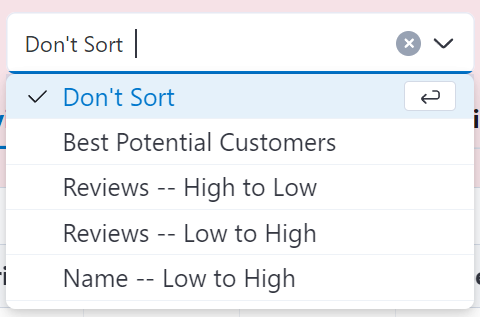 Don't Sort
Don't Sort
Best Potential Customers
Reviews -- High to Low
Reviews -- Low to High
Name -- Low to High